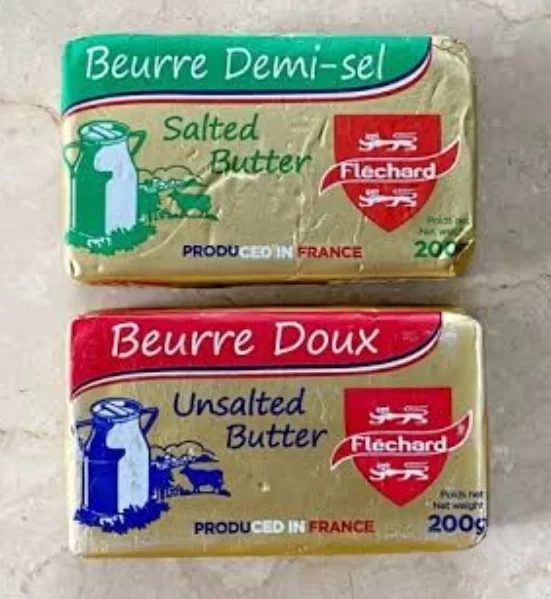 Beurre Demi-sel
Salted
Butter
Fléchard
Poids net
Net weight
PRODUCED IN FRANCE
200g
Beurre Doux
Unsalted
Butter
Fléchard®
Poids net
Net weight
PRODUCED IN FRANCE
200g